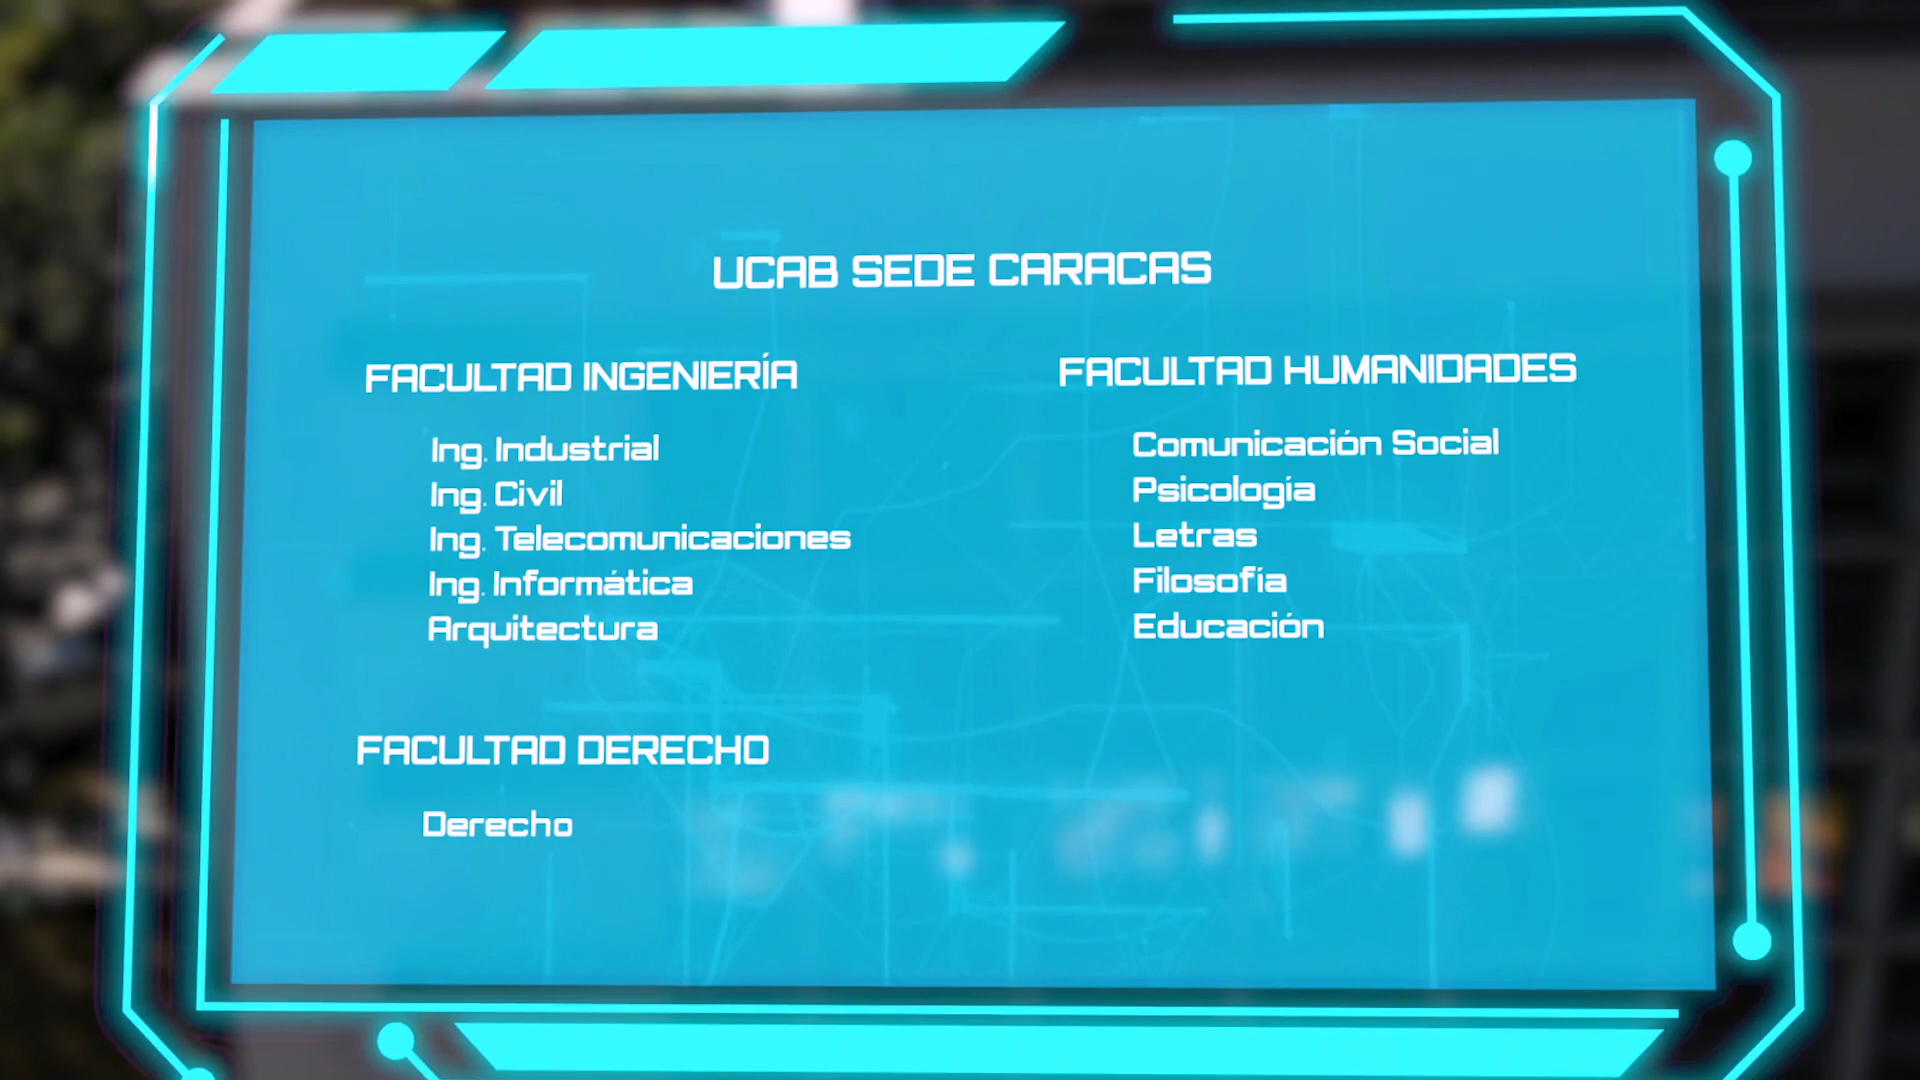 UCAB SEDE CARACAS
FACULTAD INGENIERÍA
Ing. Industrial
Ing. Civil
Ing. Telecomunicaciones
Ing. Informática
Arquitectura
FACULTAD HUMANIDADES
Comunicación Social
Psicología
Letras
Filosofía
Educación
FACULTAD DERECHO
Derecho